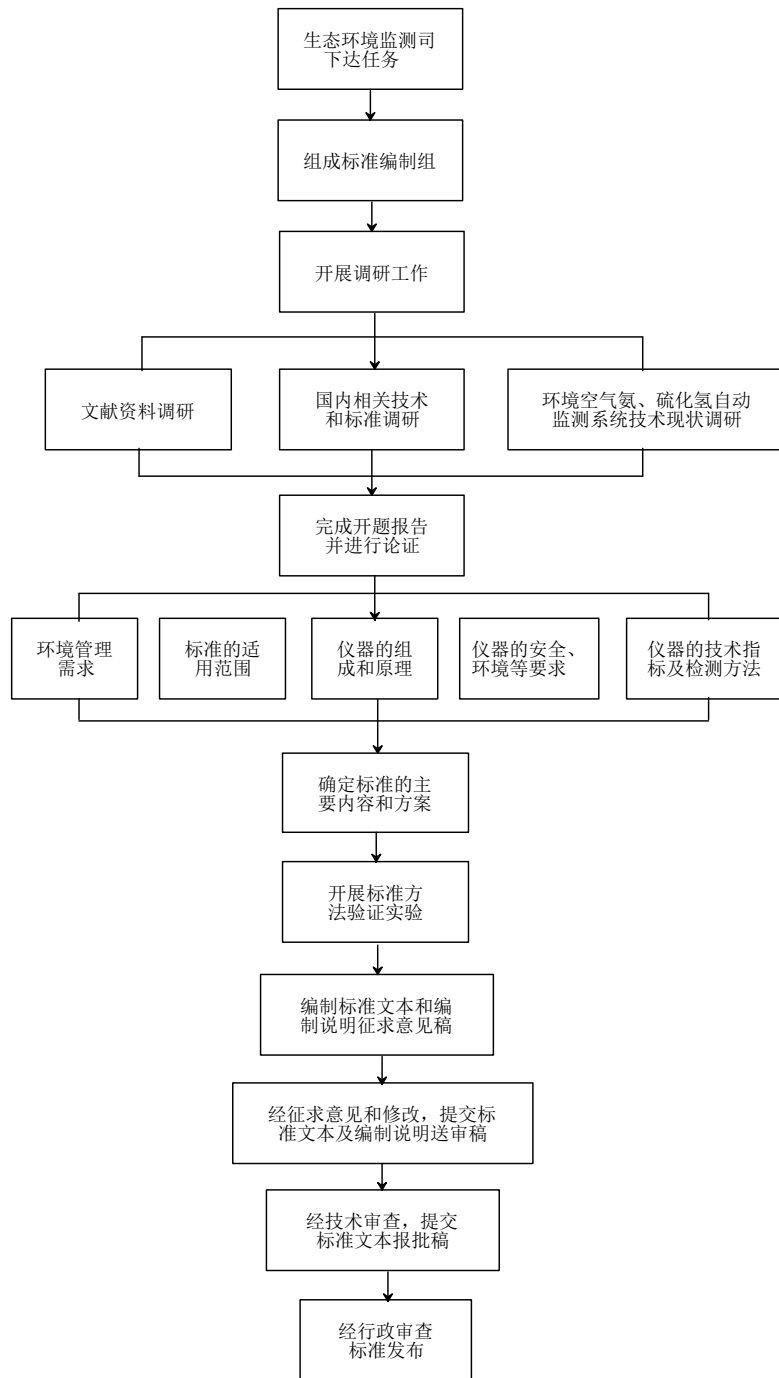 生态环境监测司
下达任务
组成标准编制组
开展调研工作
文献资料调研
国内相关技术
和标准调研
环境空气氨、硫化氢自动
监测系统技术现状调研
完成开题报告
并进行论证
环境管理
需求
标准的适
用范围
仪器的组
成和原理
仪器的安全、
环境等要求
仪器的技术指
标及检测方法
确定标准的主
要内容和方案
开展标准方
法验证实验
编制标准文本和编
制说明征求意见稿
经征求意见和修改，提交标
准文本及编制说明送审稿
经技术审查，提交
标准文本报批稿
经行政审查
标准发布